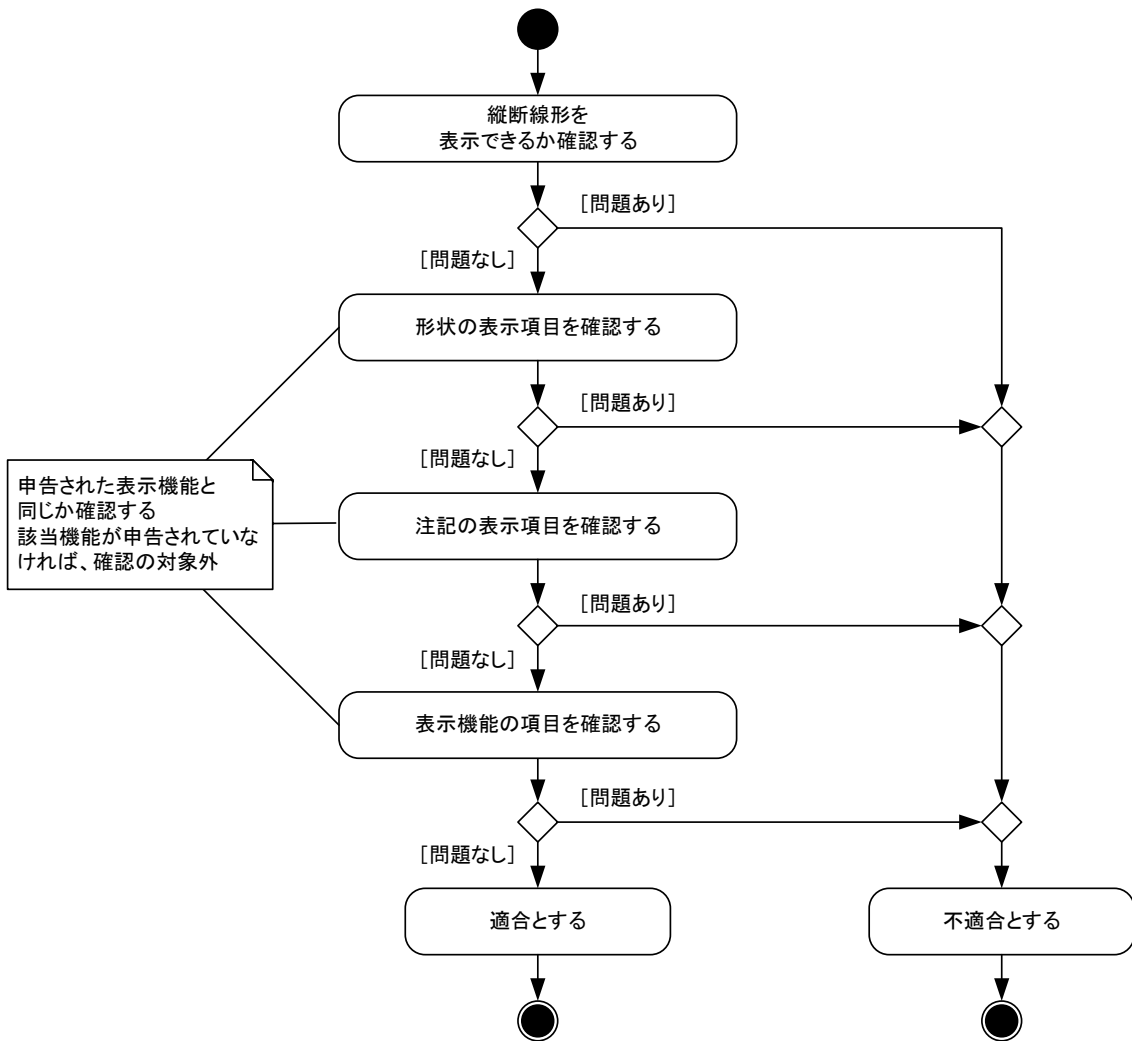 縦断線形を
表示できるか確認する
[問題あり]
[問題なし]
形状の表示項目を確認する
[問題あり]
[問題なし]
申告された表示機能と
同じか確認する
該当機能が申告されていな
ければ、確認の対象外
注記の表示項目を確認する
[問題あり]
[問題なし]
表示機能の項目を確認する
[問題あり]
[問題なし]
適合とする
不適合とする